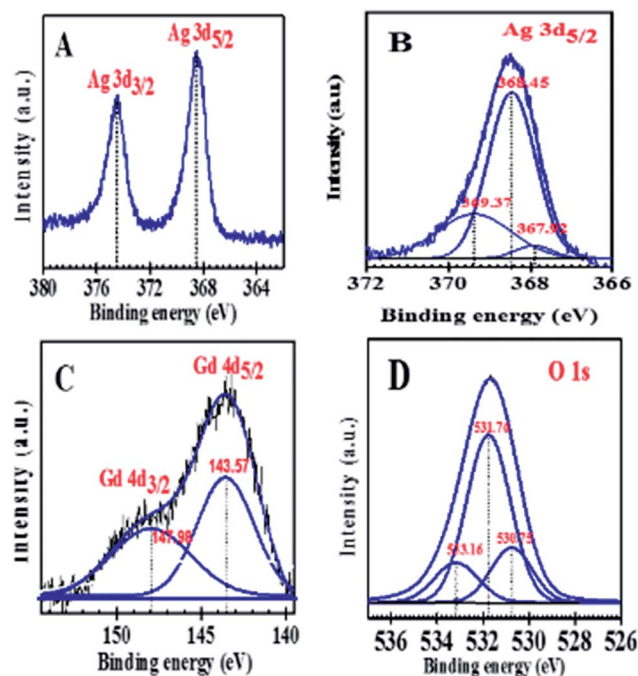 A
Ag 3d3/2
Ag 3d5/2
Intensity (a.u.)
380 376 372 368 364
Binding energy (eV)
B
Ag 3d5/2
368.45
369.37
367.92
Intensity (a.u.)
372 370 368 366
Binding energy (eV)
C
Gd 4d5/2
Gd 4d3/2
143.57
147.98
Intensity (a.u.)
150 145 140
Binding energy (eV)
D
O 1s
531.70
533.16
530.75
Intensity (a.u.)
536 534 532 530 528 526
Binding energy (eV)